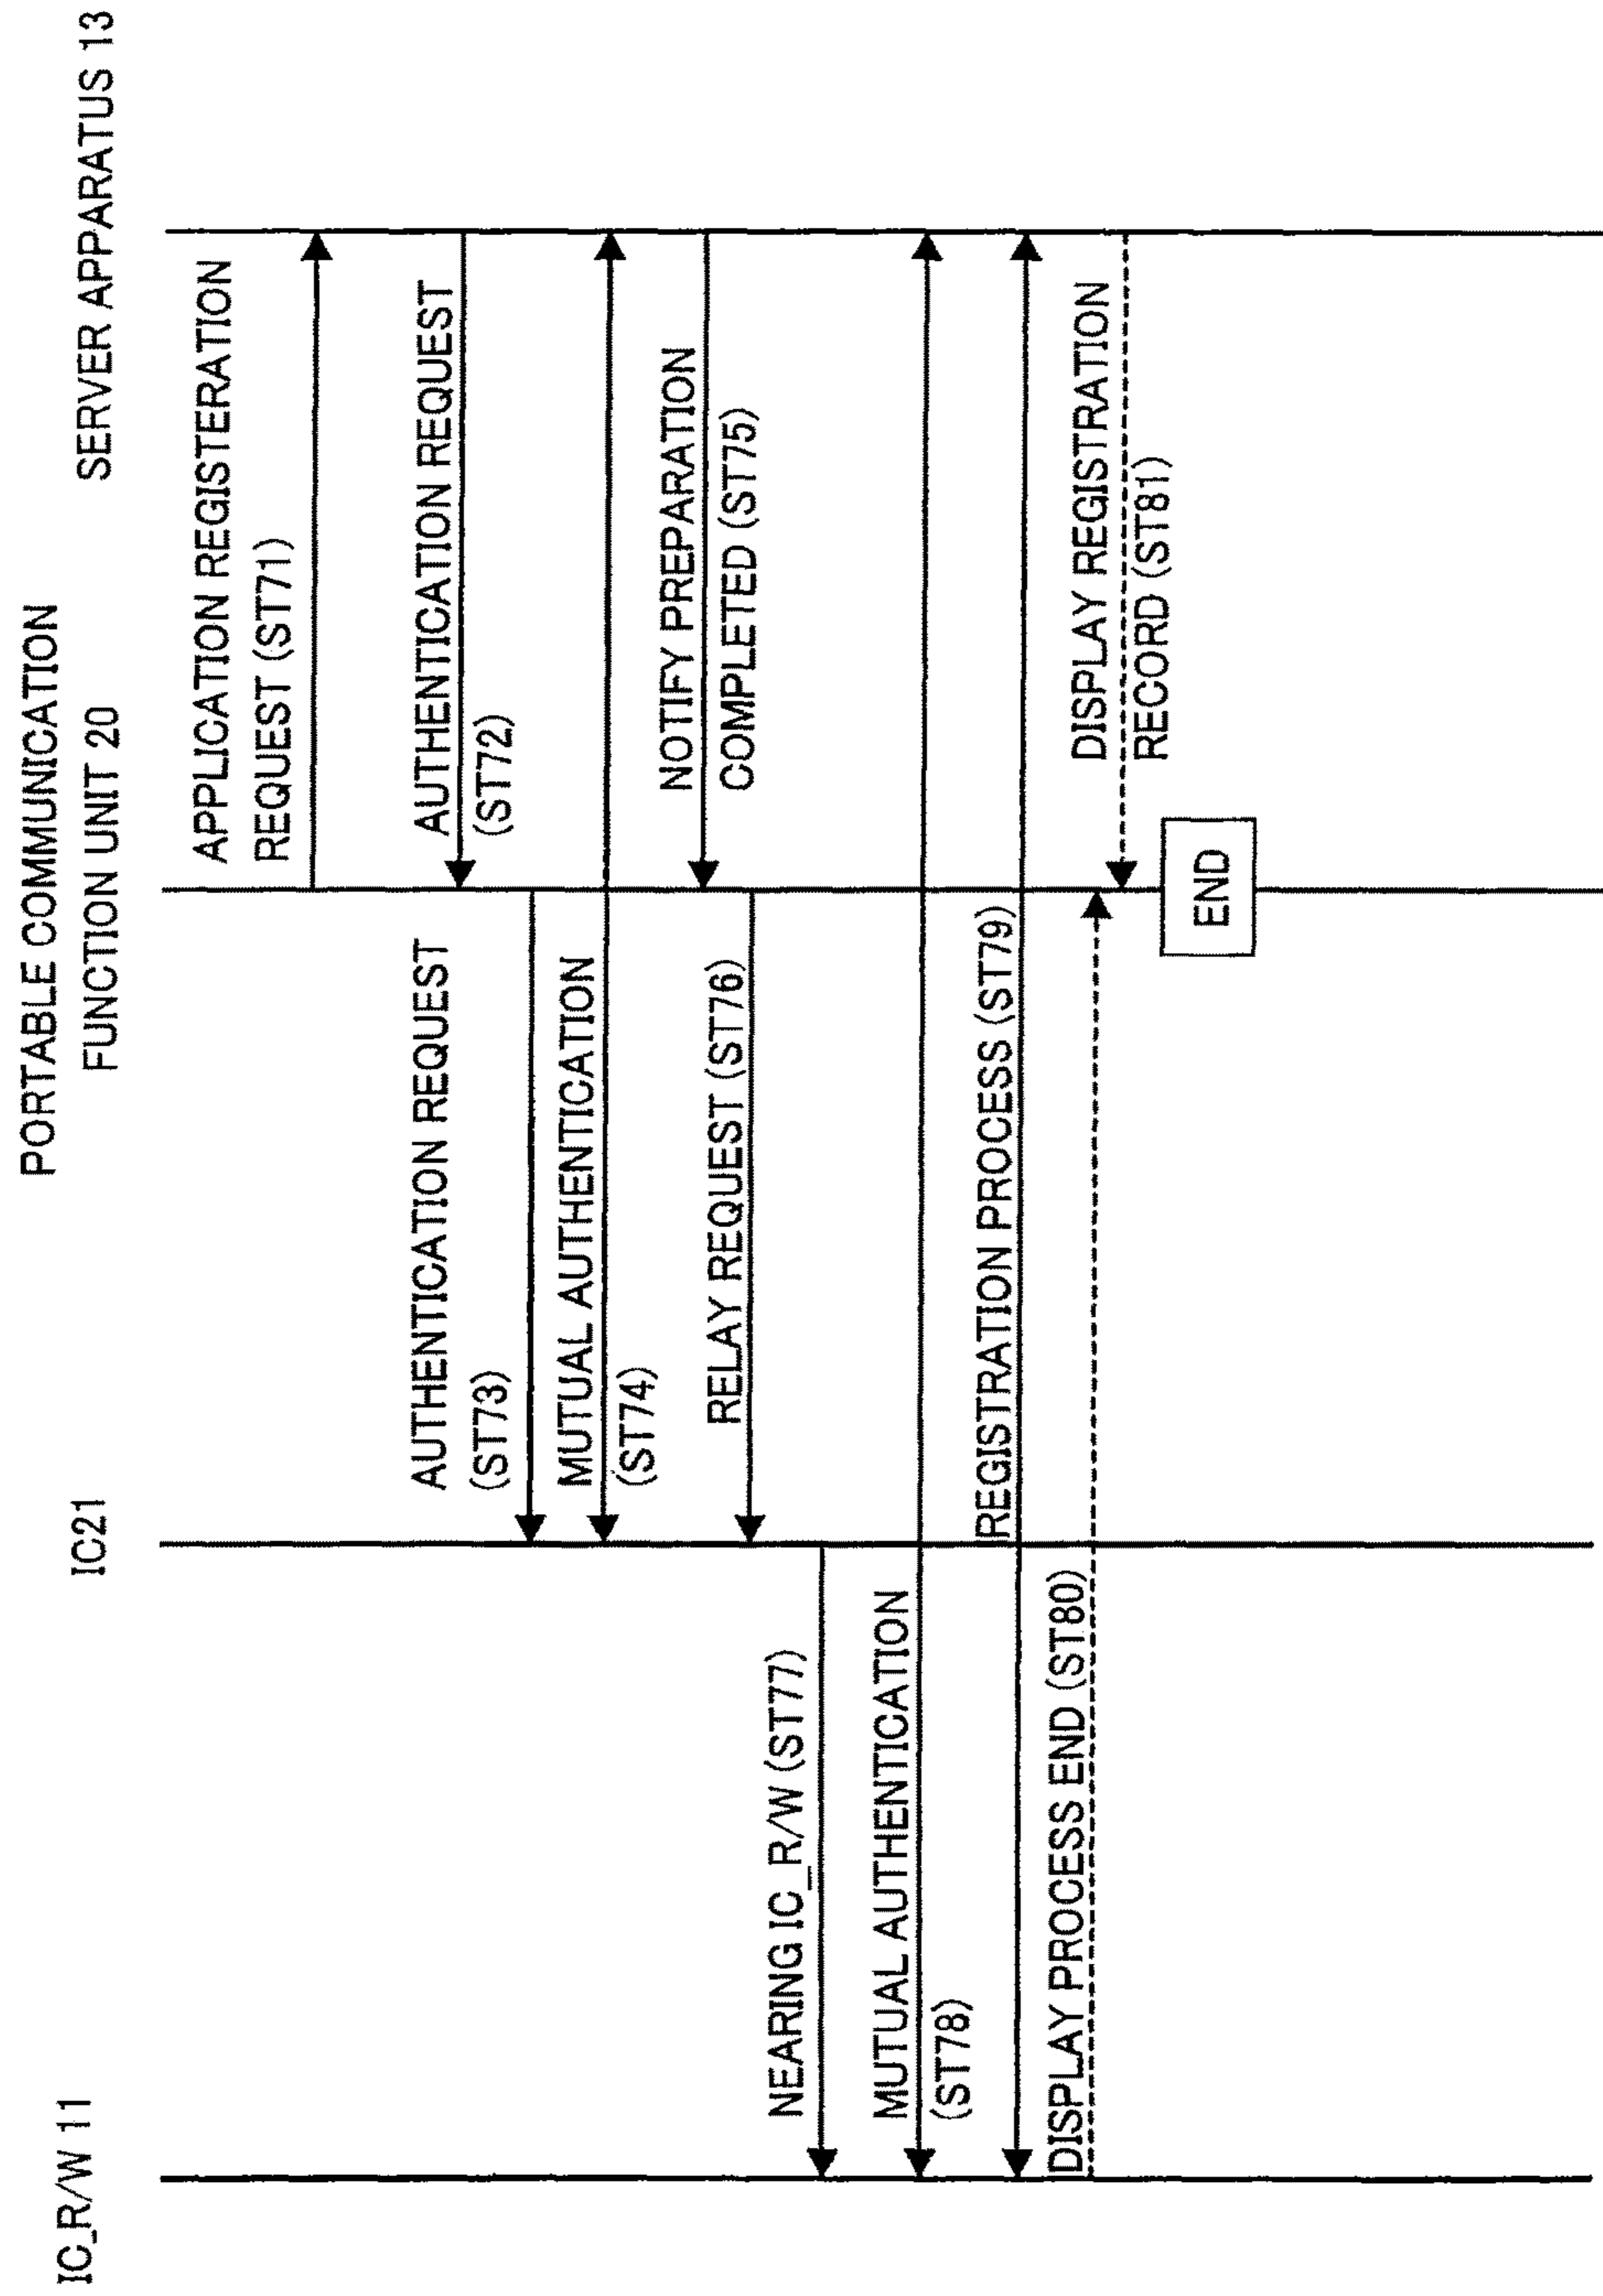 IC_R/W 11
IC21
PORTABLE COMMUNICATION
FUNCTION UNIT 20
SERVER APPARATUS 13
APPLICATION REGISTERATION
REQUEST (ST71)
AUTHENTICATION REQUEST
(ST72)
AUTHENTICATION REQUEST
(ST73)
MUTUAL AUTHENTICATION
(ST74)
NOTIFY PREPARATION
COMPLETED (ST75)
RELAY REQUEST (ST76)
NEARING IC_R/W (ST77)
MUTUAL AUTHENTICATION
(ST78)
REGISTRATION PROCESS (ST79)
DISPLAY PROCESS END (ST80)
DISPLAY REGISTRATION
RECORD (ST81)
END